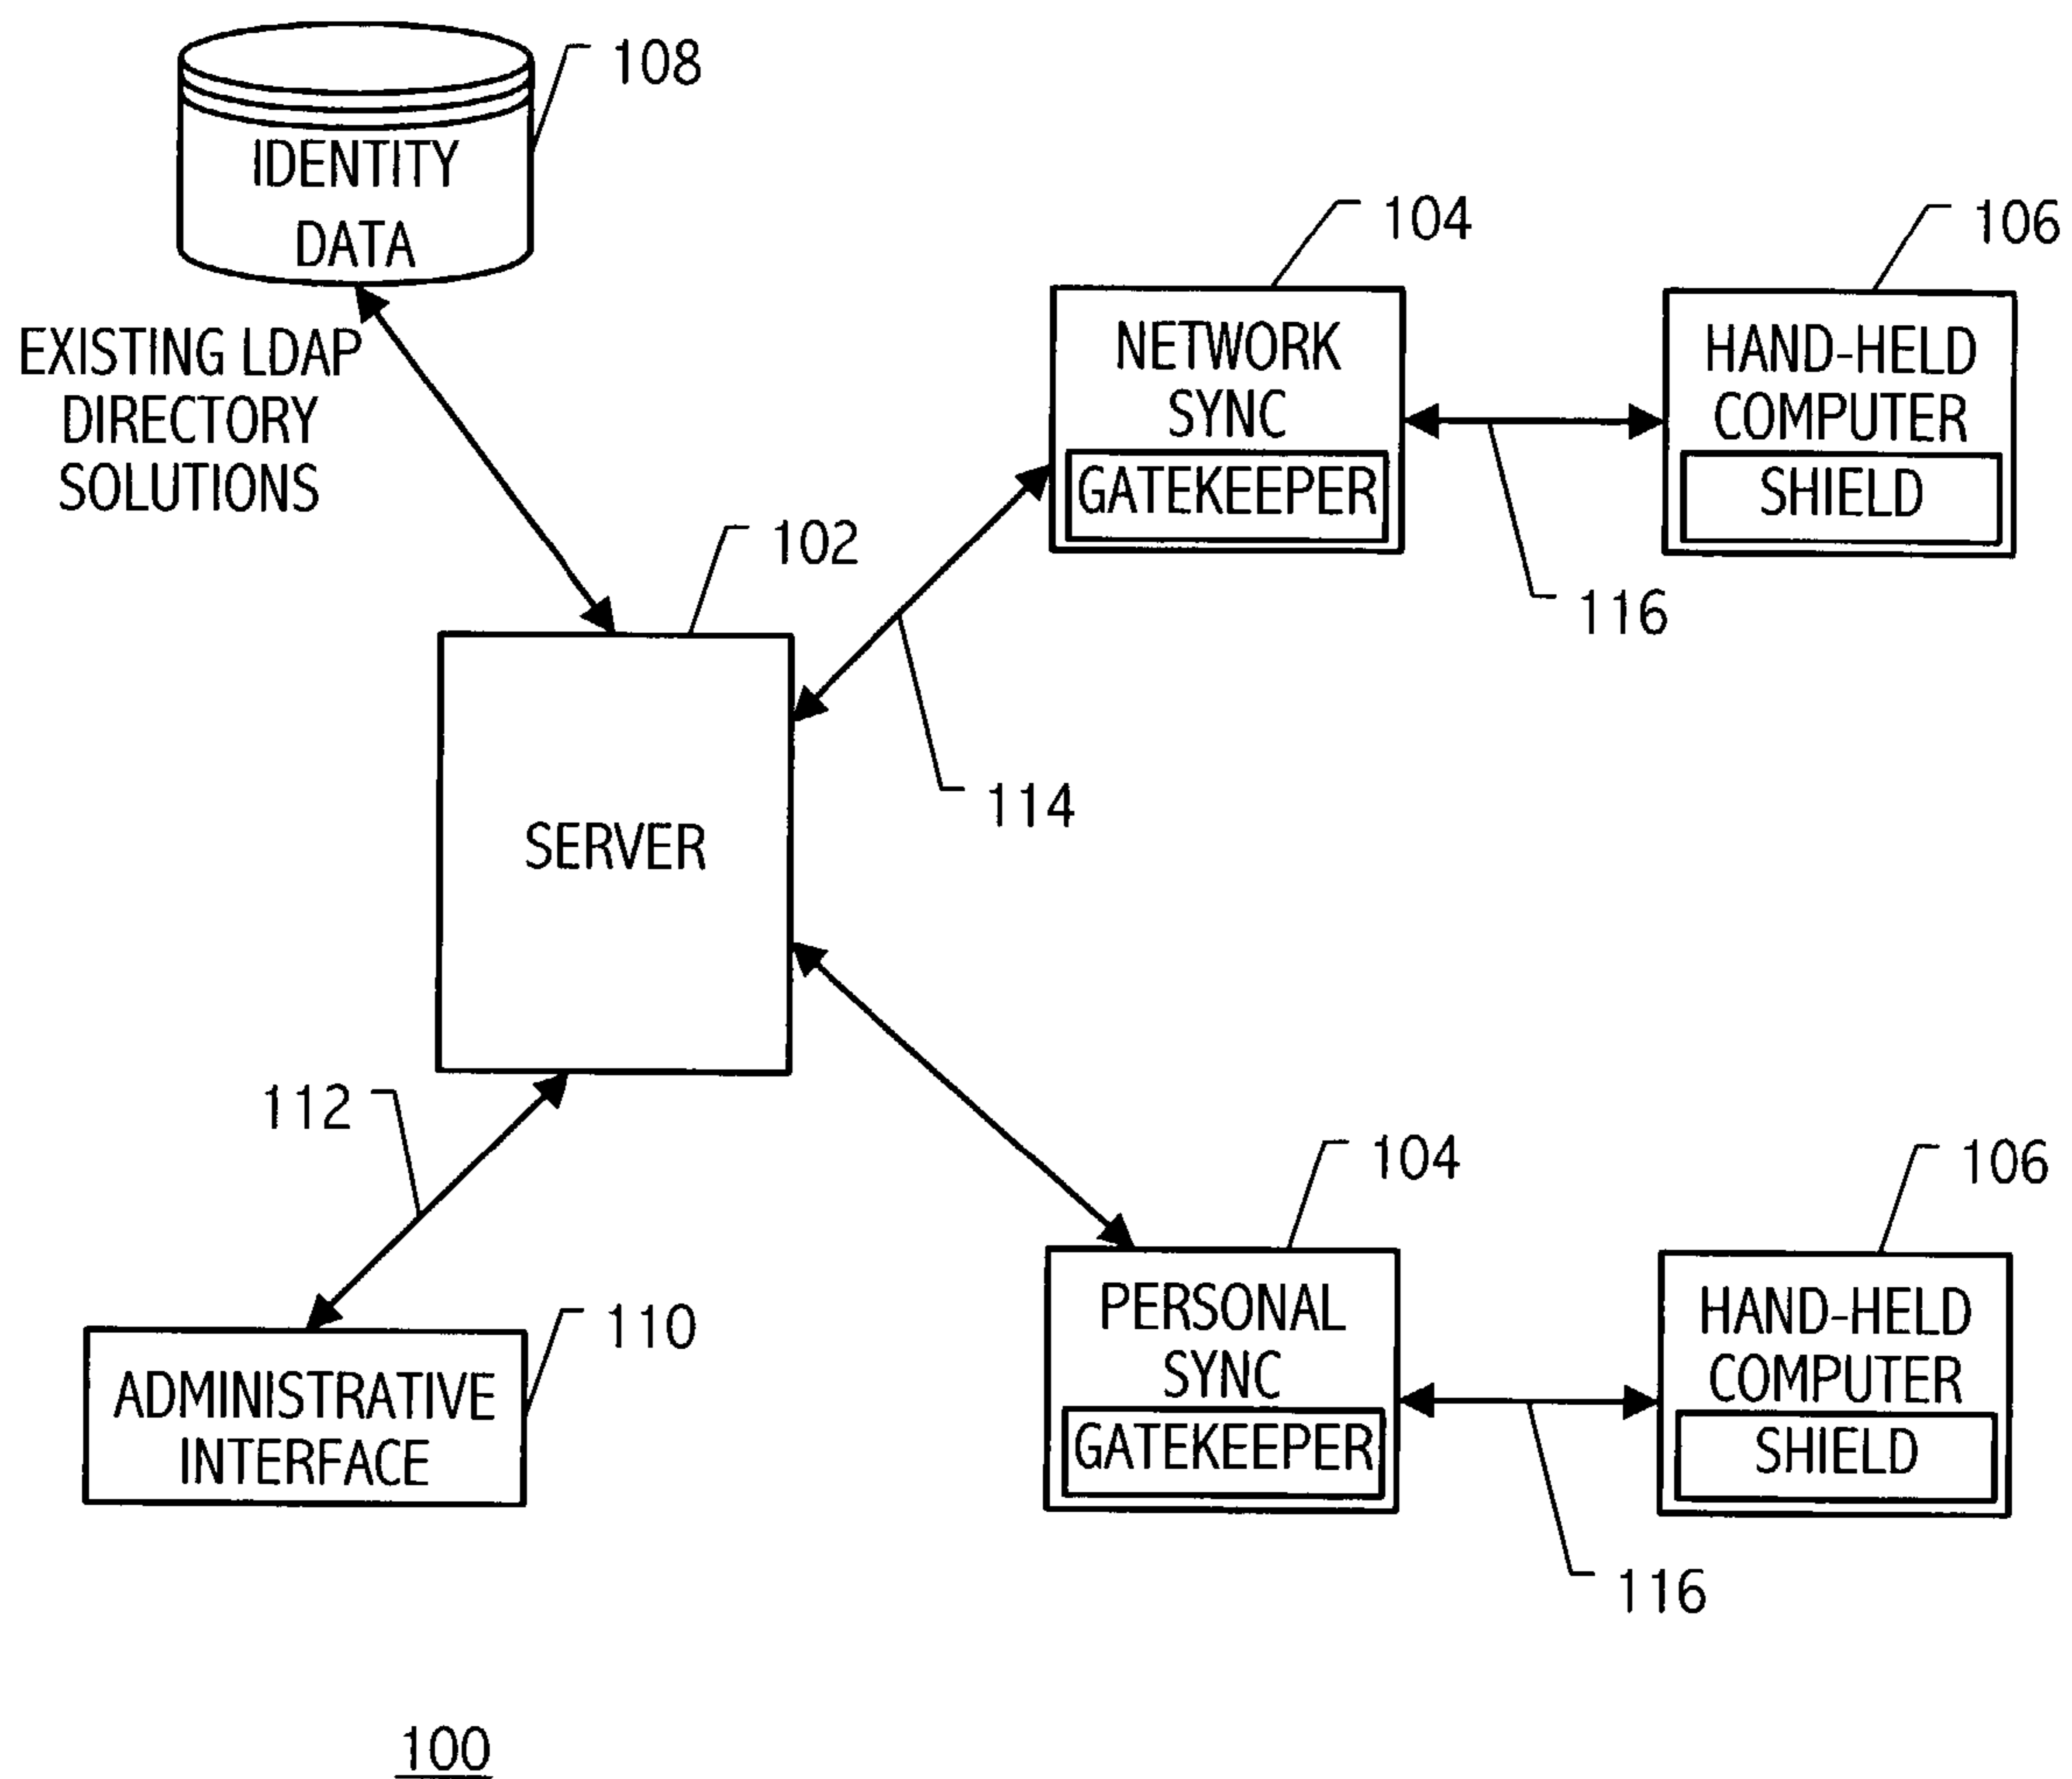 108
IDENTITY
DATA
EXISTING LDAP
DIRECTORY
SOLUTIONS
104
NETWORK
SYNC
GATEKEEPER
106
HAND-HELD
COMPUTER
SHIELD
116
102
SERVER
114
112
110
ADMINISTRATIVE
INTERFACE
104
PERSONAL
SYNC
GATEKEEPER
106
HAND-HELD
COMPUTER
SHIELD
116
100